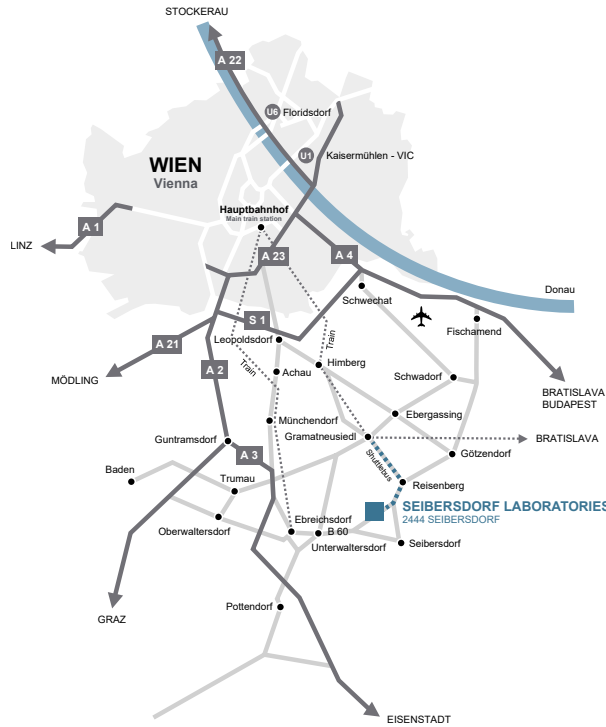 STOCKERAU
A 22
U6 Floridsdorf
U1
Kaisermühlen - VIC
WIEN
Vienna
Hauptbahnhof
Main train station
A 1
LINZ
A 23
A 4
Donau
Schwechat
S 1
Fischamend
Leopoldsdorf
A 21
Train
Train
Himberg
A 2
Achau
Schwadorf
MÖDLING
BRATISLAVA
BUDAPEST
Münchendorf
Ebergassing
Guntramsdorf
Gramatneusiedl
BRATISLAVA
A 3
Shuttlebus
Götzendorf
Baden
Trumau
Reisenberg
SEIBERSDORF LABORATORIES
2444 SEIBERSDORF
Ebreichsdorf
Oberwaltersdorf
B 60
Unterwaltersdorf
Seibersdorf
Pottendorf
GRAZ
EISENSTADT